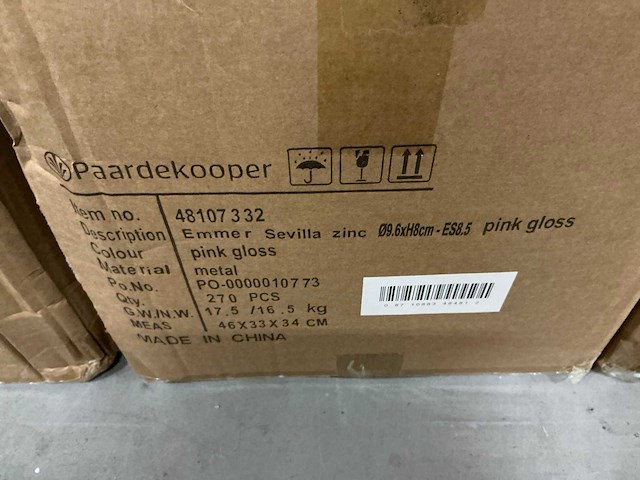 Paardekooper
Item no. 48107332
Description Emmer Sevilla zinc Ø9.6xH8cm - ES8.5 pink gloss
Colour pink gloss
Material metal
Po.No. PO-0000010773
Qty. 270 PCS
G.W/N.W. 17.5 /16.5 kg
MEAS 46X33X34 CM
MADE IN CHINA